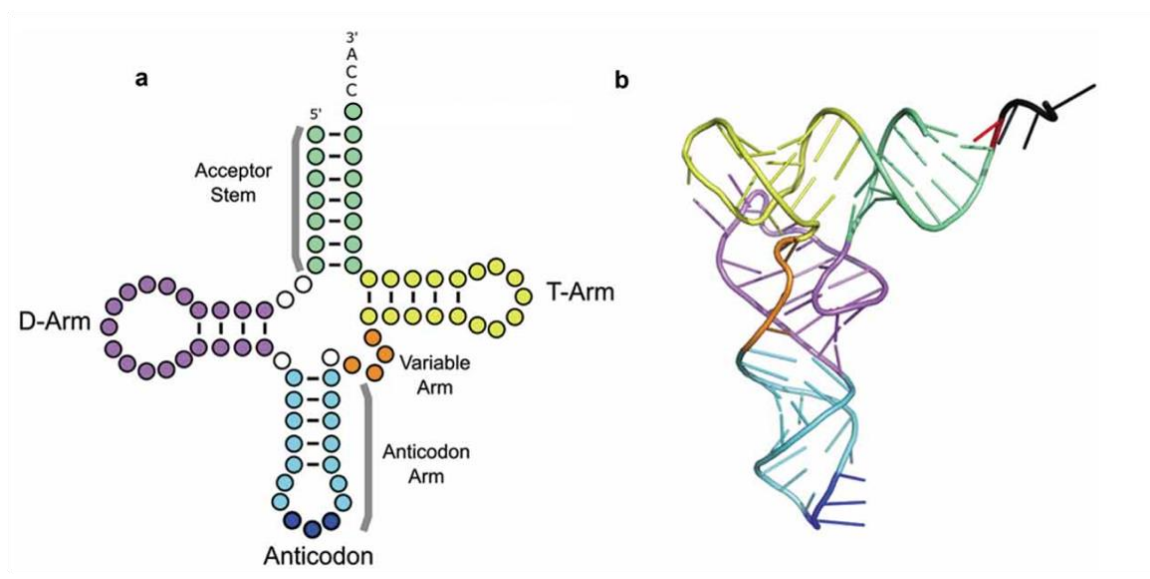 a
b
3'
A
C
C
5'
Acceptor
Stem
D-Arm
T-Arm
Variable
Arm
Anticodon
Arm
Anticodon